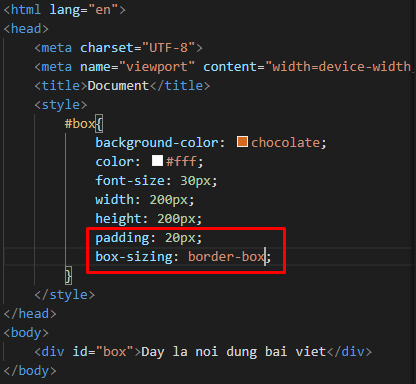 <html lang="en">
<head>
<meta charset="UTF-8">
<meta name="viewport" content="width=device-width,
<title>Document</title>
<style>
#box{
background-color: chocolate;
color: #fff;
font-size: 30px;
width: 200px;
height: 200px;
padding: 20px;
box-sizing: border-box;
}
</style>
</head>
<body>
<div id="box">Day la noi dung bai viet</div>
</body>